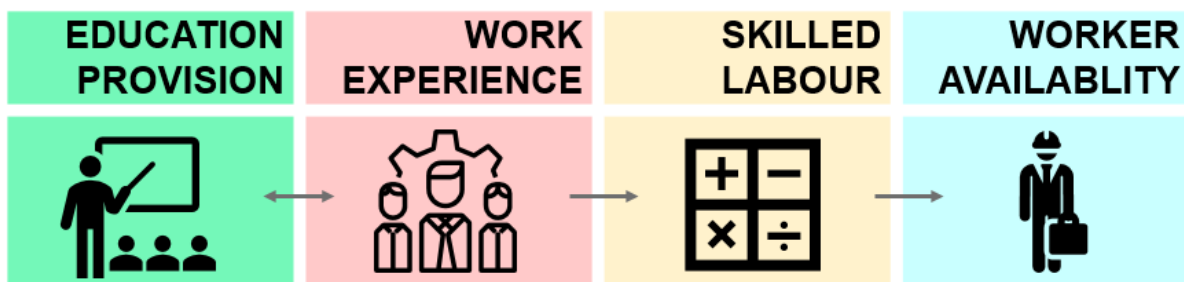 EDUCATION
PROVISION
WORK
EXPERIENCE
SKILLED
LABOUR
WORKER
AVAILABLITY